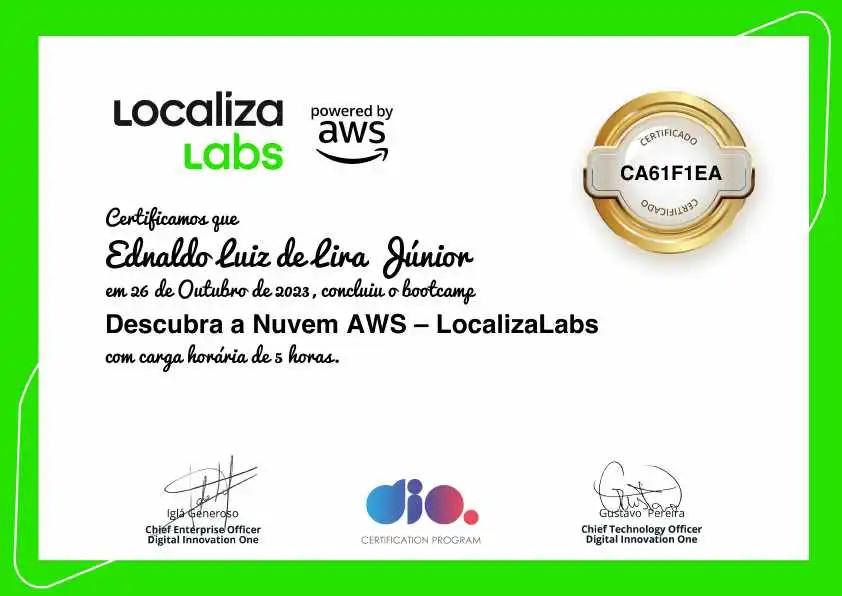 Localiza
Labs
powered by
aws
CERTIFICADO
CA61F1EA
CERTIFICADO
Certificamos que
Ednaldo Luiz de Lira Júnior
em 26 de Outubro de 2023, concluiu o bootcamp
Descubra a Nuvem AWS – LocalizaLabs
com carga horária de 5 horas.
Iglá Generoso
Chief Enterprise Officer
Digital Innovation One
dio.
CERTIFICATION PROGRAM
Gustavo Pereira
Chief Technology Officer
Digital Innovation One